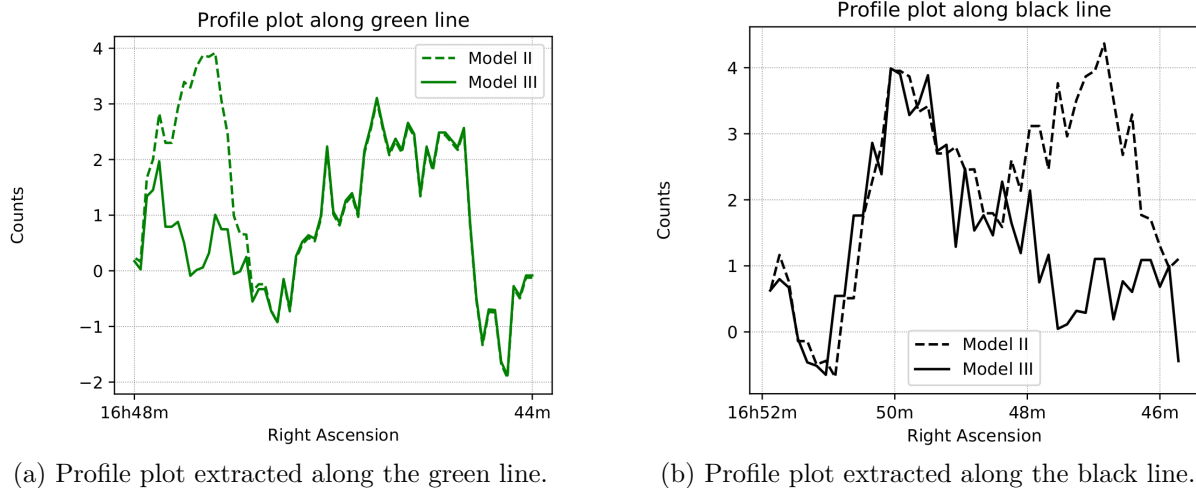 Profile plot along green line
Counts
4
3
2
1
0
−1
−2
Model II
Model III
16h48m
44m
Right Ascension
(a) Profile plot extracted along the green line.
Profile plot along black line
Counts
4
3
2
1
0
Model II
Model III
16h52m
50m
48m
46m
Right Ascension
(b) Profile plot extracted along the black line.